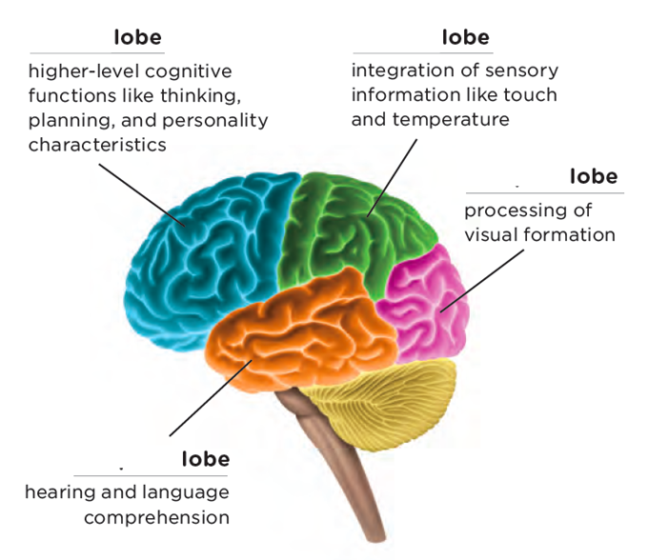 lobe
higher-level cognitive
functions like thinking,
planning, and personality
characteristics
lobe
integration of sensory
information like touch
and temperature
lobe
processing of
visual formation
lobe
hearing and language
comprehension